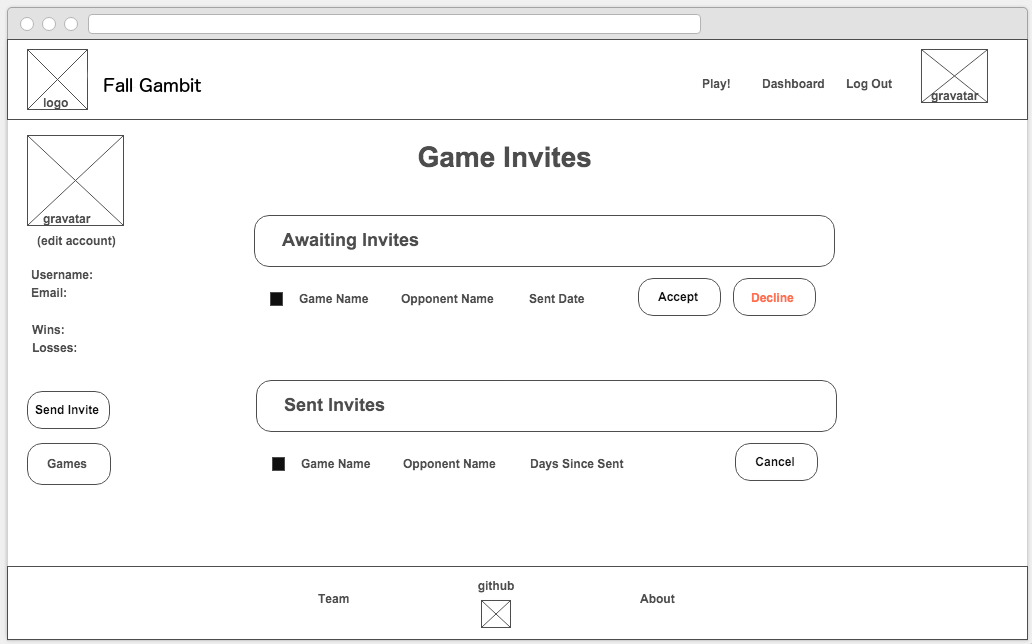 logo
Fall Gambit
Play! Dashboard Log Out
gravatar
gravatar
(edit account)
Username:
Email:
Wins:
Losses:
Send Invite
Games
Game Invites
Awaiting Invites
Game Name Opponent Name Sent Date Accept Decline
Sent Invites
Game Name Opponent Name Days Since Sent Cancel
Team
github
About